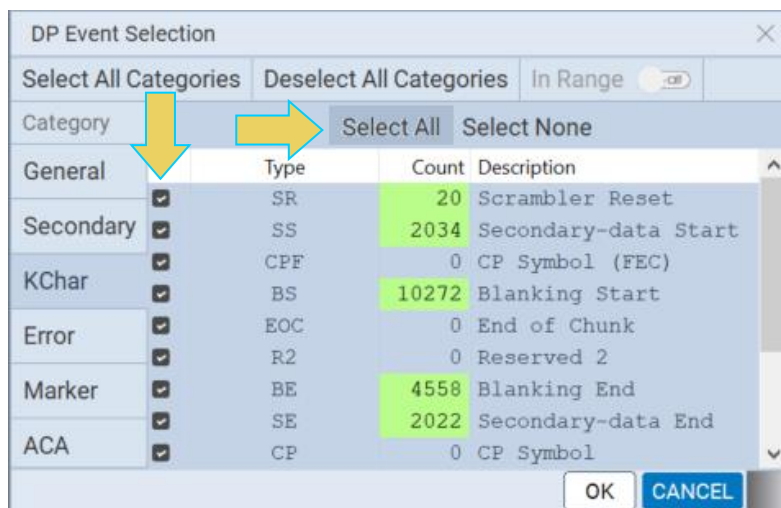 DP Event Selection
Select All Categories Deselect All Categories In Range Off
Category Select All Select None
General Type Count Description
SR 20 Scrambler Reset
Secondary SS 2034 Secondary-data Start
CPF 0 CP Symbol (FEC)
KChar BS 10272 Blanking Start
Error EOC 0 End of Chunk
R2 0 Reserved 2
Marker BE 4558 Blanking End
SE 2022 Secondary-data End
ACA CP 0 CP Symbol
OK CANCEL